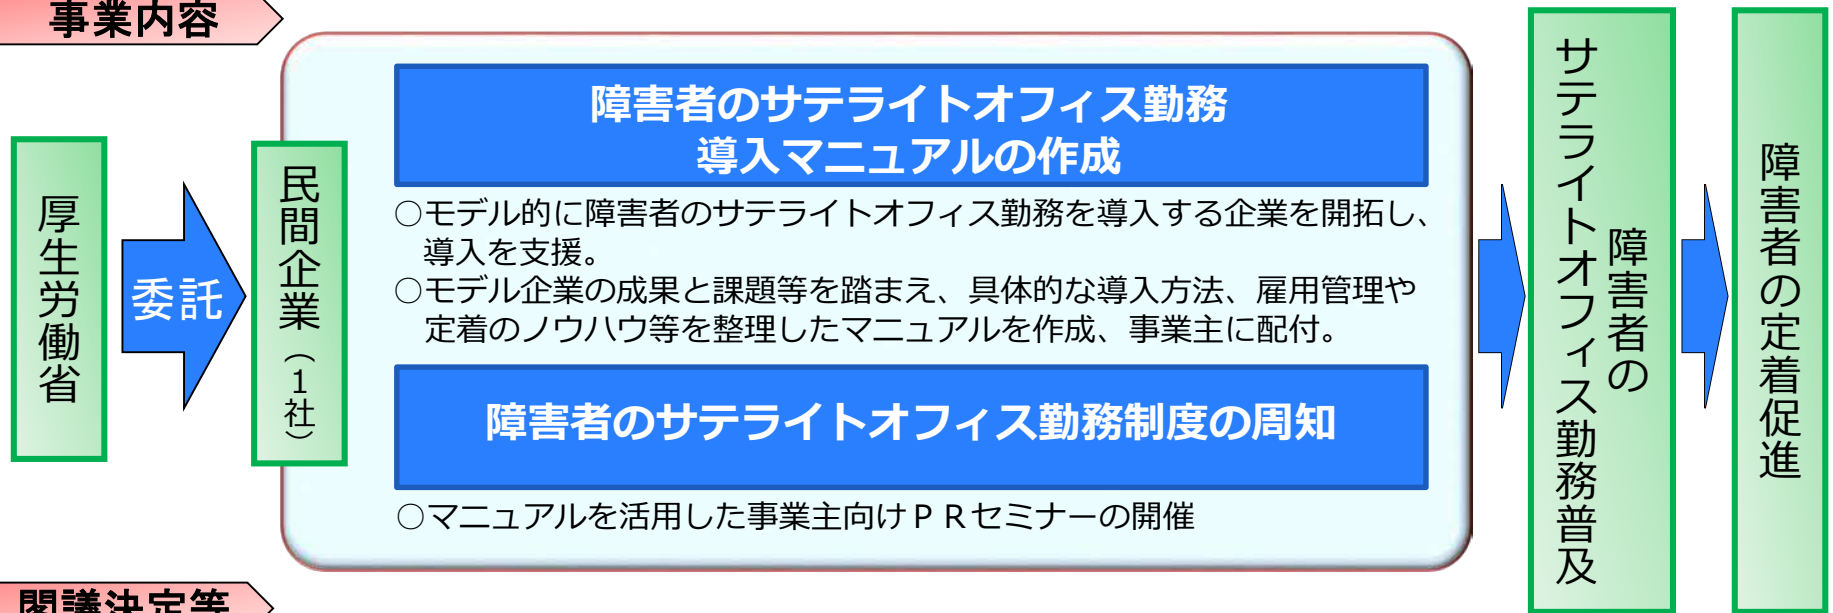 事業内容
厚生労働省
委託
民間企業（１社）
障害者のサテライトオフィス勤務
導入マニュアルの作成
○モデル的に障害者のサテライトオフィス勤務を導入する企業を開拓し、
導入を支援。
○モデル企業の成果と課題等を踏まえ、具体的な導入方法、雇用管理や
定着のノウハウ等を整理したマニュアルを作成、事業主に配付。
障害者のサテライトオフィス勤務制度の周知
○マニュアルを活用した事業主向けＰＲセミナーの開催
障害者の
サテライトオフィス勤務普及
障害者の定着促進
閣議決定等